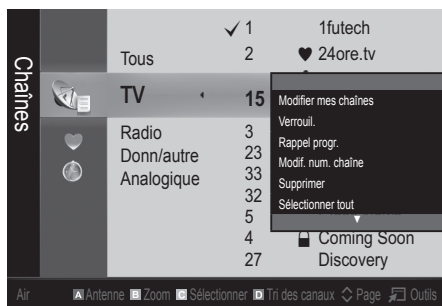 Chaînes
✓ 1 1futech
Tous 2 ♥ 24ore.tv
TV 15
Radio 3
Donn/autre 23
Analogique 33
32
5
4 Coming Soon
27 Discovery
Modifier mes chaînes
Verrouil.
Rappel progr.
Modif. num. chaîne
Supprimer
Sélectionner tout
▼
Air A Antenne B Zoom C Sélectionner D Tri des canaux Page Outils